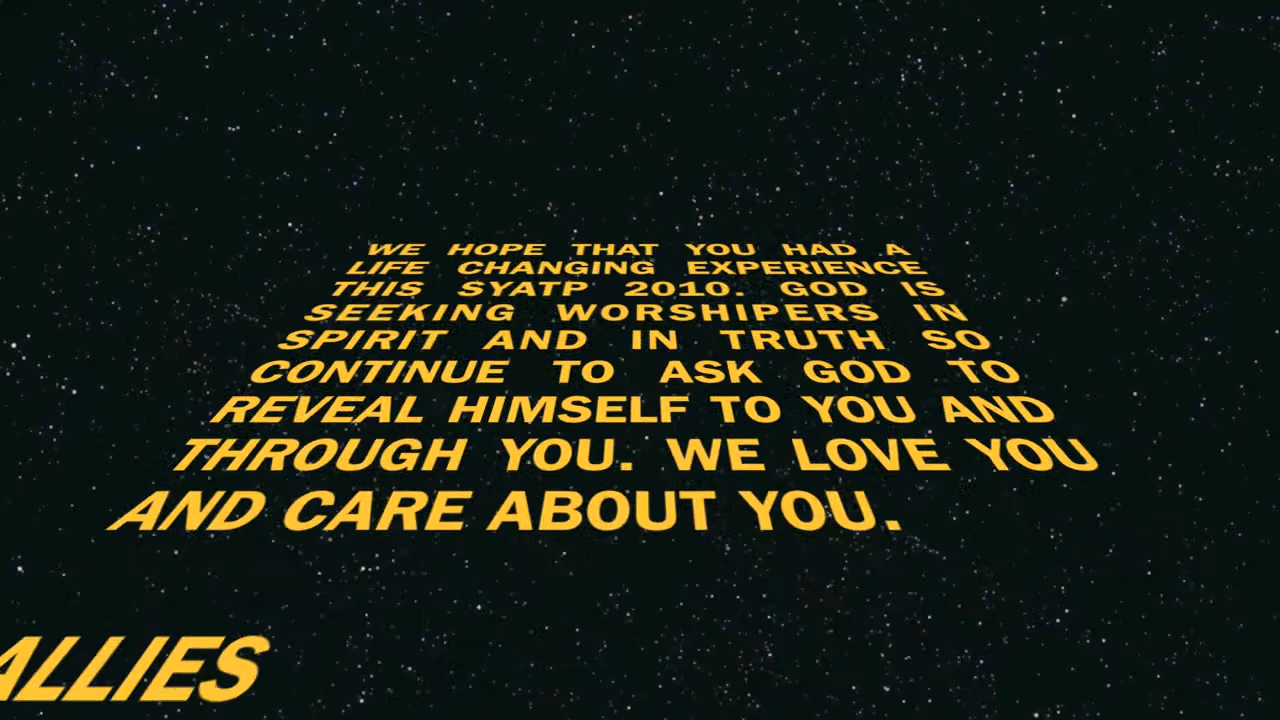 WE HOPE THAT YOU HAD A
LIFE CHANGING EXPERIENCE
THIS SYATP 2010. GOD IS
SEEKING WORSHIPERS IN
SPIRIT AND IN TRUTH SO
CONTINUE TO ASK GOD TO
REVEAL HIMSELF TO YOU AND
THROUGH YOU. WE LOVE YOU
AND CARE ABOUT YOU.
ALLIES